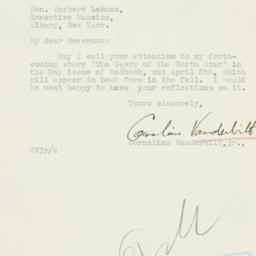 Hon. Herbert Lehman,
Executive Mansion,
Albany, New York.
My dear Governor:
May I call your attention to my forth-
coming story "The Story of the North Star" in
the May issue of Redbook, out April 5th, which
will appear in book form in the fall. I would
be most happy to have your reflections on it.
Yours sincerely,
Cornelius Vanderbilt
Cornelius Vanderbilt,jr.,
CVjr/a